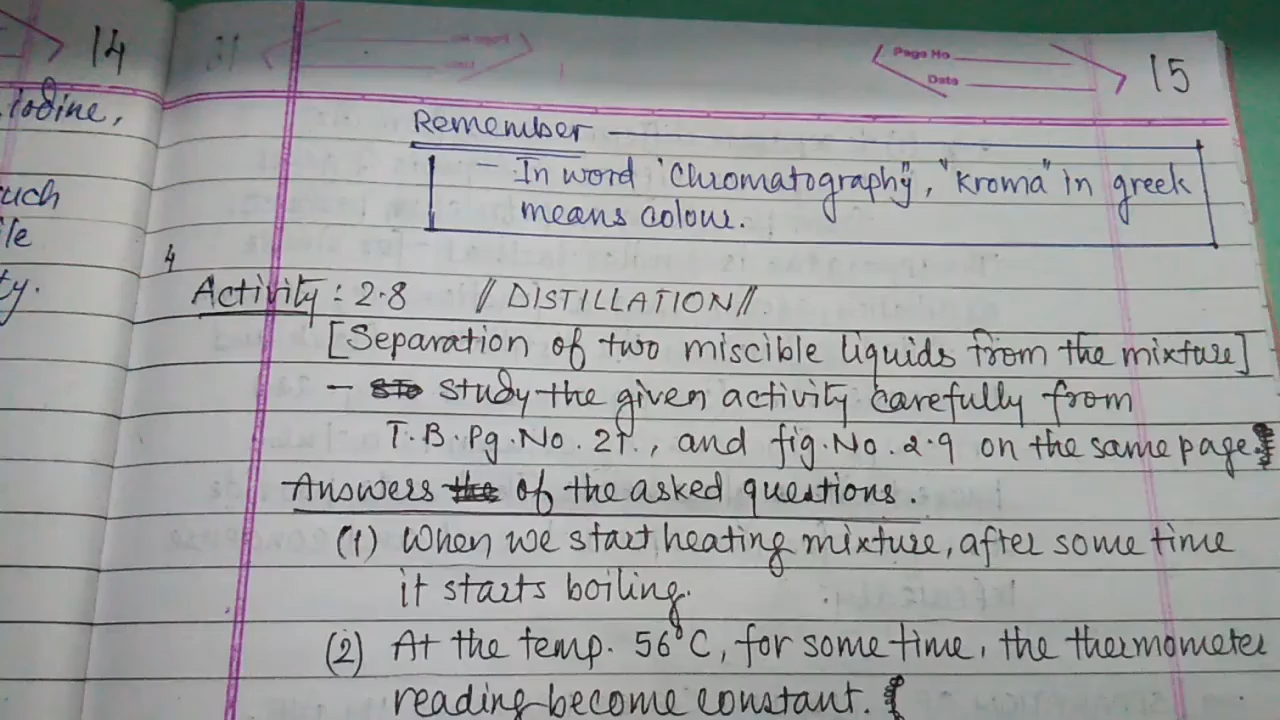 14
iodine,
uch
ile
ty.
Page No
Date
15
Remember
- In word "Chromatography", "Kroma" in greek
means colour.
4
Activity: 2.8 // DISTILLATION //
[Separation of two miscible liquids from the mixture]
- study the given activity carefully from
T.B. Pg. No. 21., and fig. No. 2.9 on the same page.
Answers of the asked questions.
(1) When we start heating mixture, after some time
it starts boiling.
(2) At the temp. 56°C, for some time, the thermometer
reading become constant.